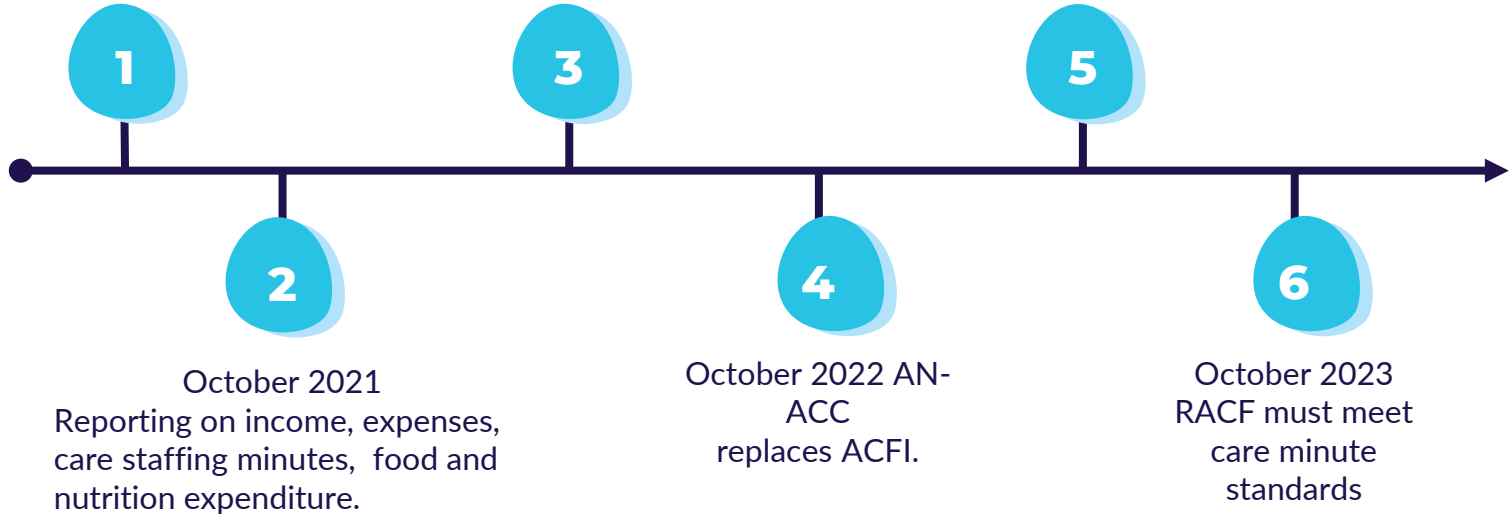 1
3
5
2
4
6
October 2021
Reporting on income, expenses,
care staffing minutes, food and
nutrition expenditure.
October 2022 AN-
ACC
replaces ACFI.
October 2023
RACF must meet
care minute
standards